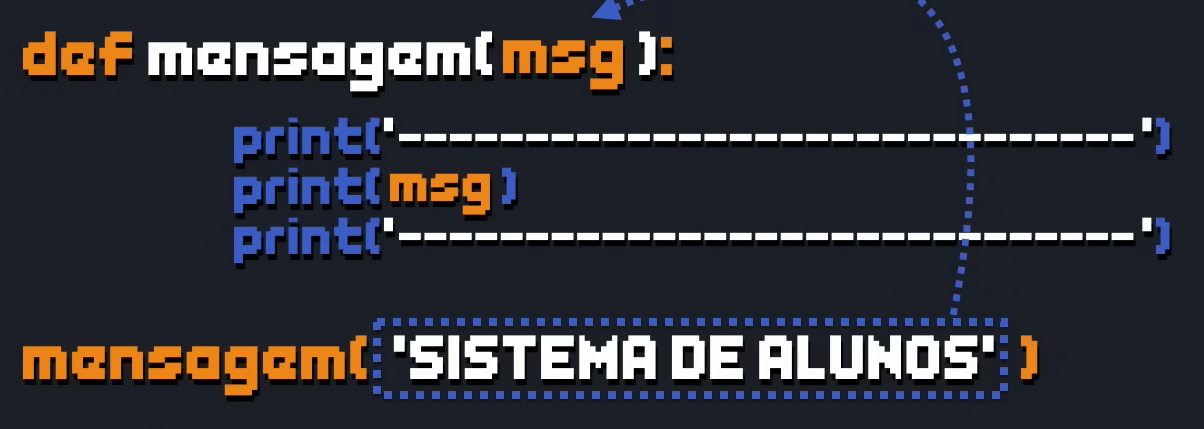 def mensagem( msg ):
print('-----------------------------')
print( msg )
print('-----------------------------')
mensagem( 'SISTEMA DE ALUNOS' )